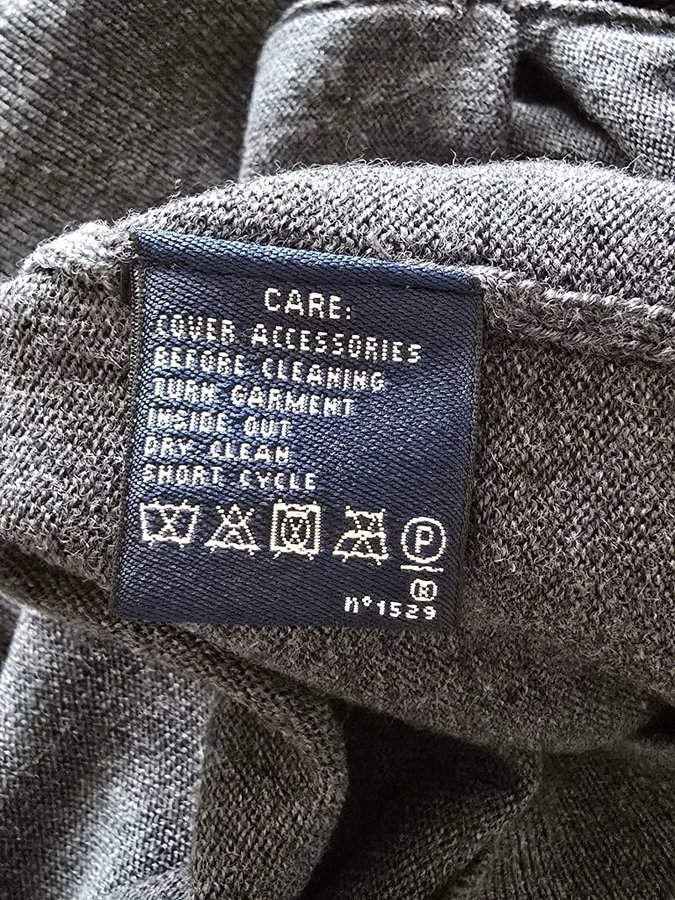 CARE:
COVER ACCESSORIES
BEFORE CLEANING
TURN GARMENT
INSIDE OUT
DRY CLEAN
SHORT CYCLE
P
K
n° 1529